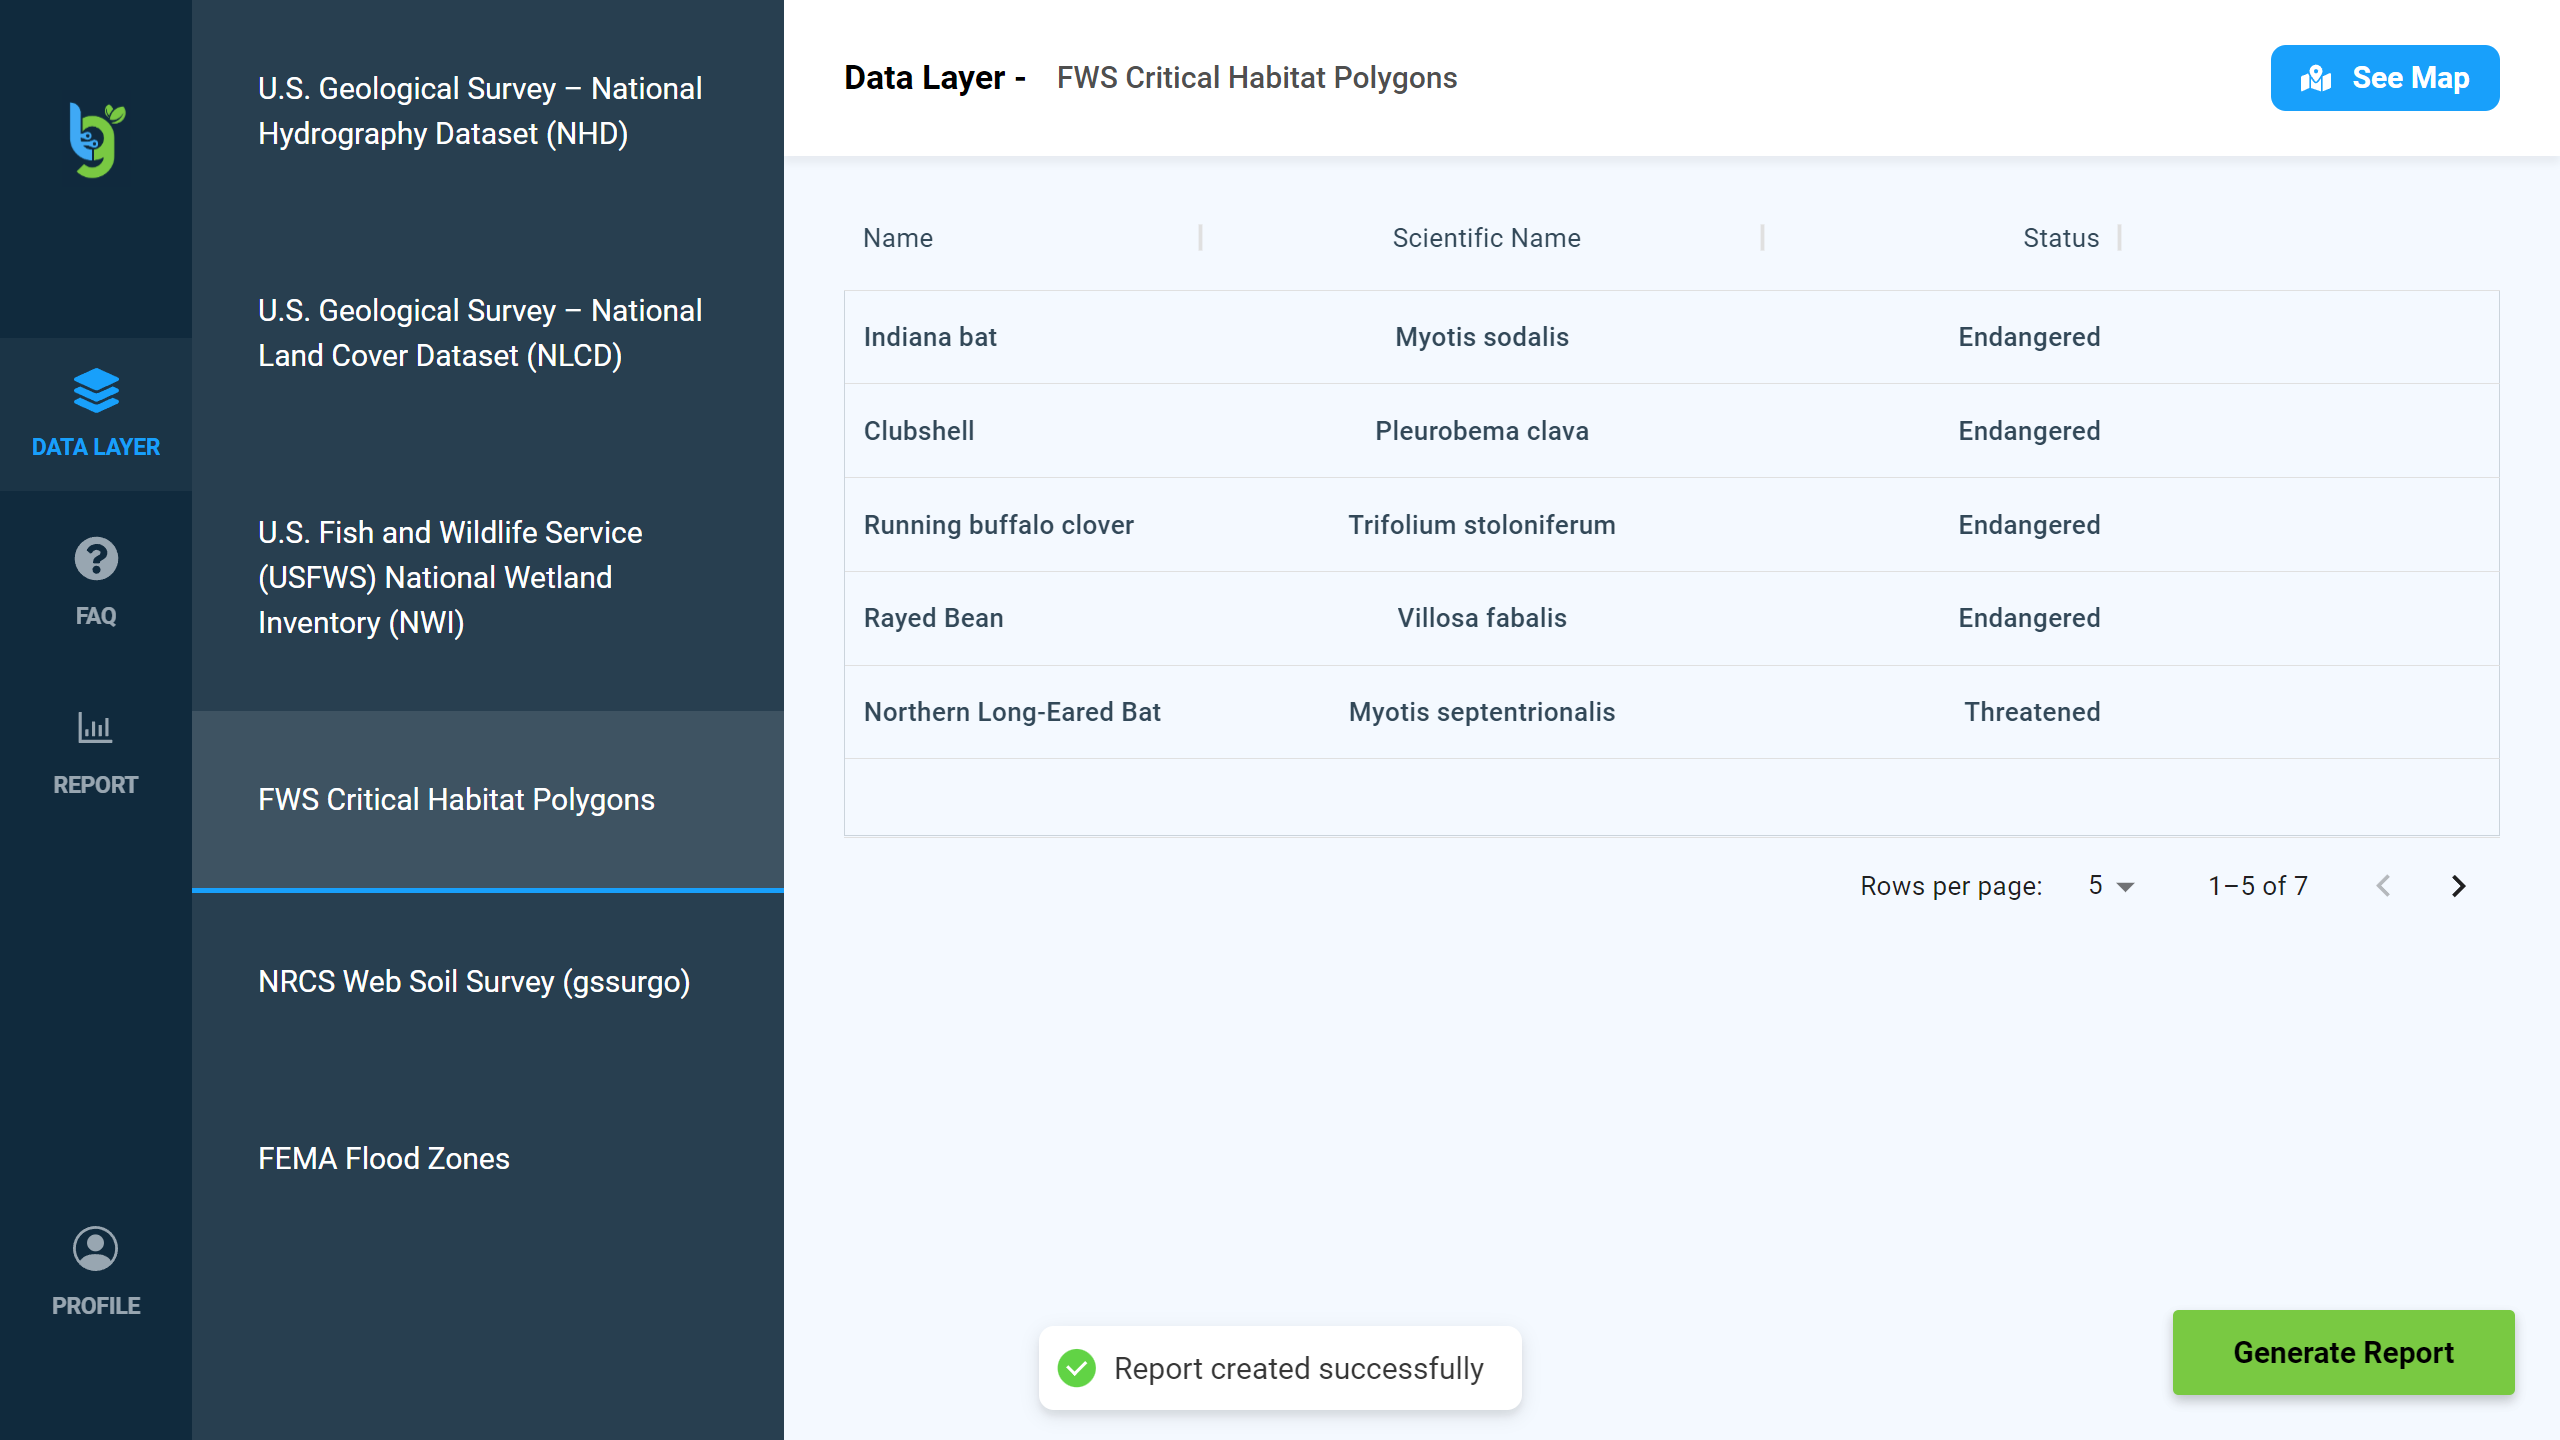 DATA LAYER
FAQ
REPORT
PROFILE
U.S. Geological Survey – National
Hydrography Dataset (NHD)
U.S. Geological Survey – National
Land Cover Dataset (NLCD)
U.S. Fish and Wildlife Service
(USFWS) National Wetland
Inventory (NWI)
FWS Critical Habitat Polygons
NRCS Web Soil Survey (gssurgo)
FEMA Flood Zones
Data Layer - FWS Critical Habitat Polygons
See Map
Name Scientific Name Status
Indiana bat Myotis sodalis Endangered
Clubshell Pleurobema clava Endangered
Running buffalo clover Trifolium stoloniferum Endangered
Rayed Bean Villosa fabalis Endangered
Northern Long-Eared Bat Myotis septentrionalis Threatened
Rows per page: 5 1–5 of 7
Report created successfully
Generate Report